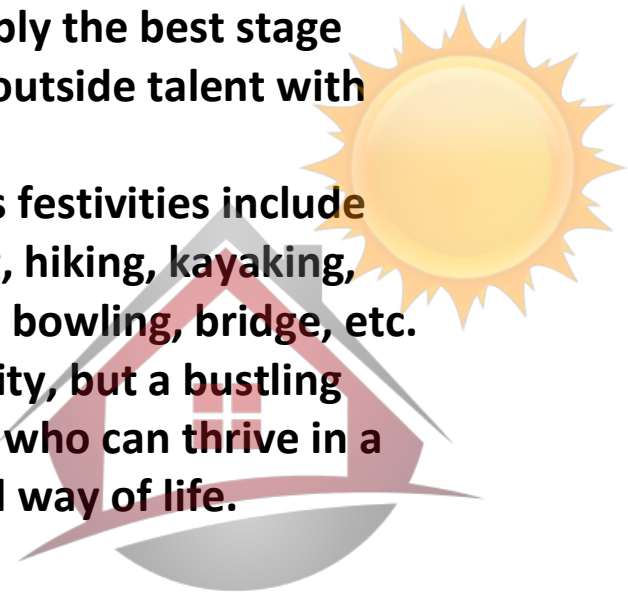 bly the best stage
outside talent with
s festivities include
, hiking, kayaking,
bowling, bridge, etc.
ity, but a bustling
who can thrive in a
way of life.